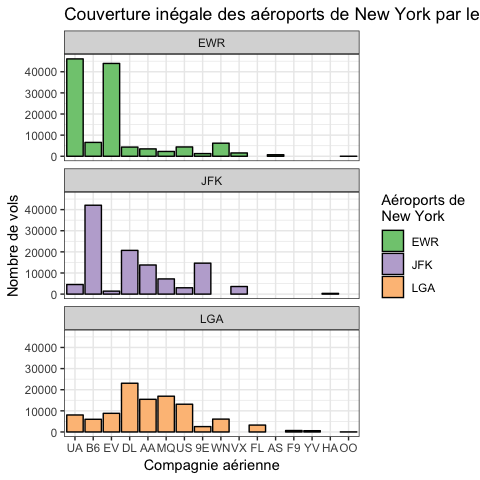 Couverture inégale des aéroports de New York par le
EWR
40000
30000
20000
10000
0
JFK
40000
30000
20000
10000
0
LGA
40000
30000
20000
10000
0
UA B6 EV DL AA MQ US 9E WN VX FL AS F9 YV HA OO
Compagnie aérienne
Nombre de vols
Aéroports de
New York
EWR
JFK
LGA